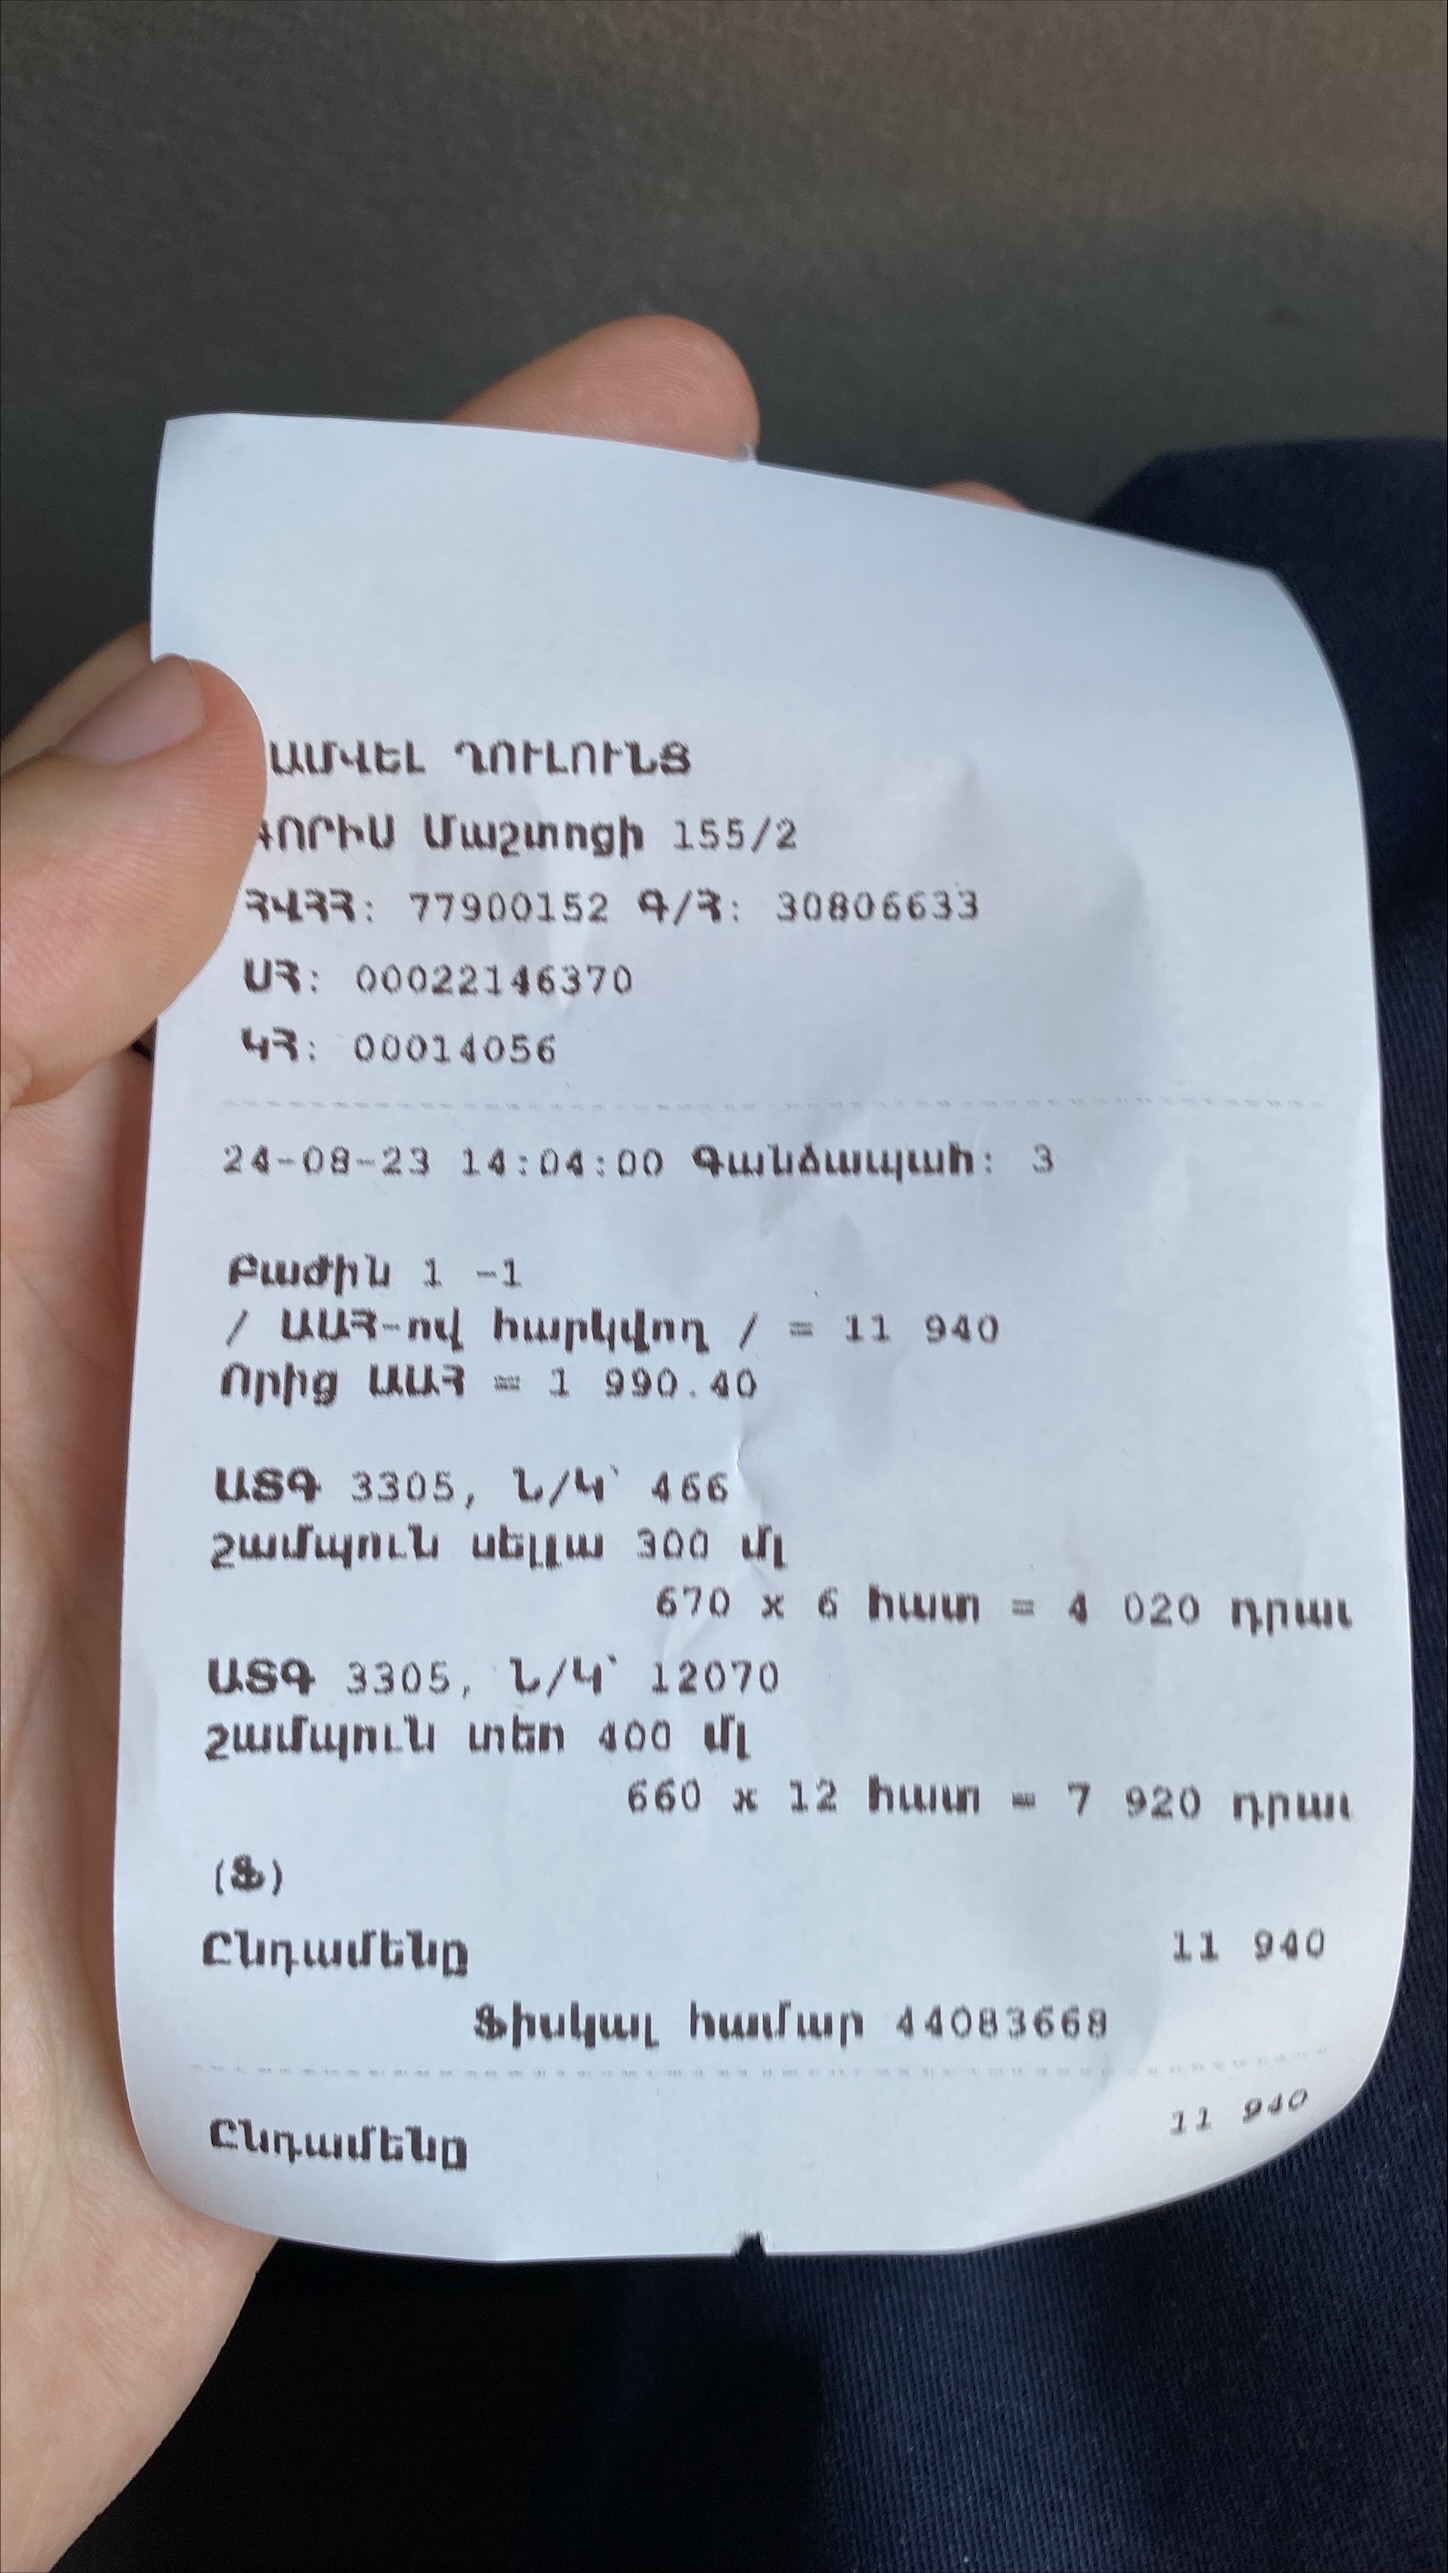 ԱՄՎԵԼ ՂՈՒԼՈՒՆՑ
ԳՈՐԻՍ Մաշտոցի 155/2
ՀՎՀՀ: 77900152 Գ/Հ: 30806633
ՍՀ: 00022146370
ԿՀ: 00014056
24-08-23 14:04:00 Գանձապահ: 3
Բաժին 1 -1
/ ԱԱՀ-ով հարկվող / = 11 940
Որից ԱԱՀ = 1 990.40
ԱՏԳ 3305, Ն/Կ՝ 466
շամպուն սելլա 300 մլ
670 x 6 հատ = 4 020 դրամ
ԱՏԳ 3305, Ն/Կ՝ 12070
շամպուն տեո 400 մլ
660 x 12 հատ = 7 920 դրամ
(Ֆ)
Ընդամենը 11 940
Ֆիսկալ համար 44083668
Ընդամենը 11 940